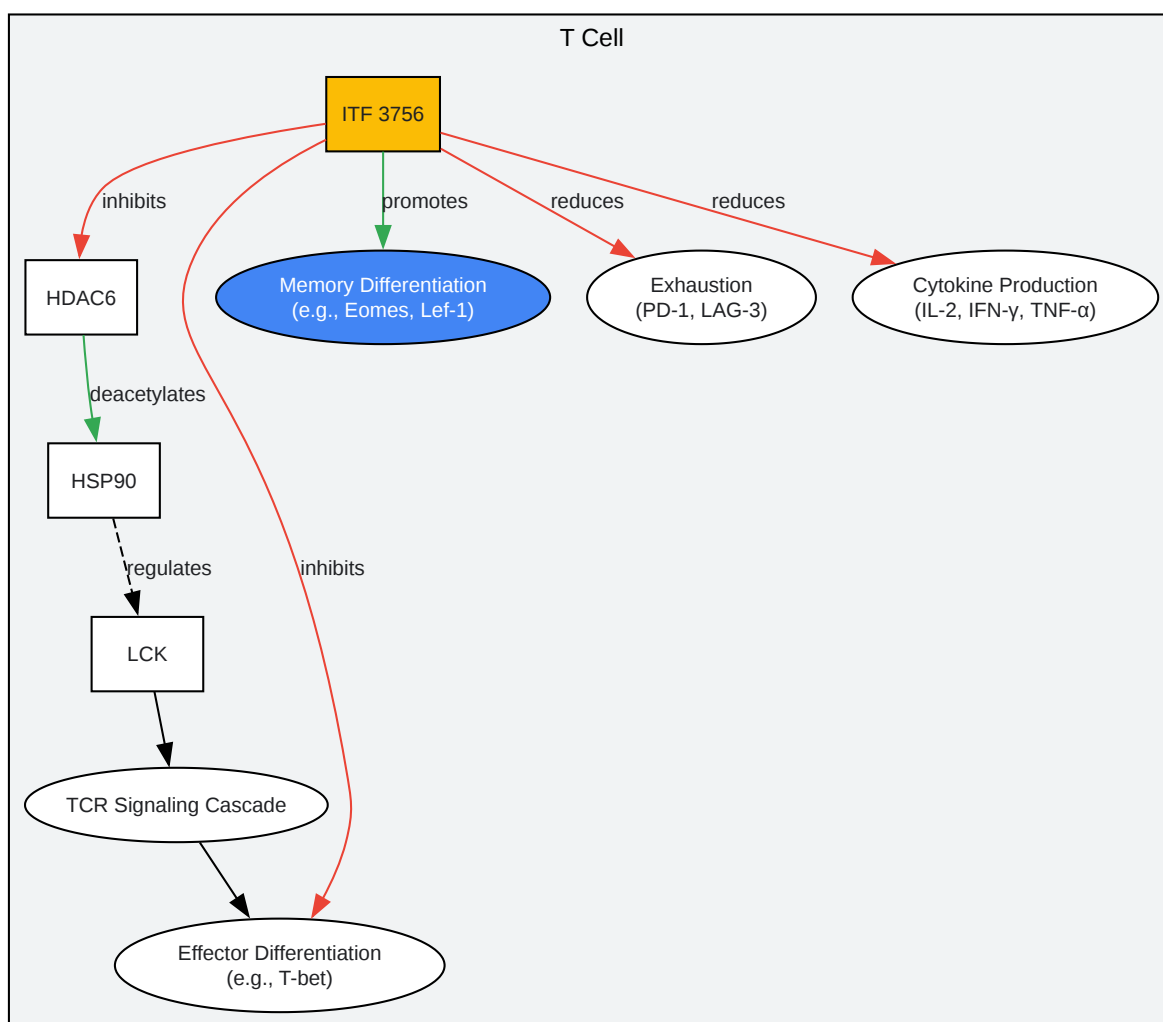 T Cell
ITF 3756
inhibits
promotes
reduces
reduces
HDAC6
Memory Differentiation
(e.g., Eomes, Lef-1)
Exhaustion
(PD-1, LAG-3)
Cytokine Production
(IL-2, IFN-γ, TNF-α)
deacetylates
HSP90
regulates
inhibits
LCK
TCR Signaling Cascade
Effector Differentiation
(e.g., T-bet)